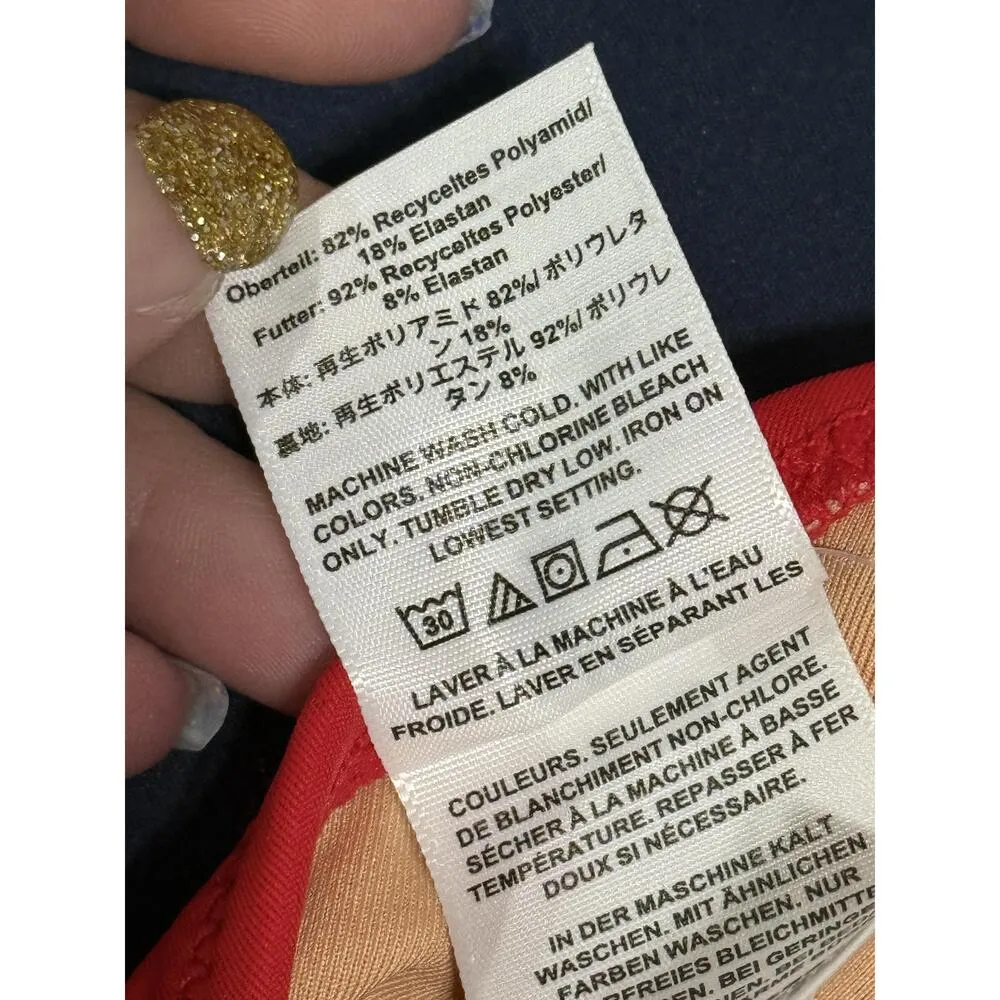 Oberteil: 82% Recyceltes Polyamid/
18% Elastan
Futter: 92% Recyceltes Polyester/
8% Elastan
本体: 再生ポリアミド 82%/ ポリウレタ
ン 18%
裏地: 再生ポリエステル 92%/ ポリウレ
タン 8%
MACHINE WASH COLD. WITH LIKE
COLORS. NON-CHLORINE BLEACH
ONLY. TUMBLE DRY LOW. IRON ON
LOWEST SETTING.
30
LAVER À LA MACHINE À L'EAU
FROIDE. LAVER EN SÉPARANT LES
COULEURS. SEULEMENT AGENT
DE BLANCHIMENT NON-CHLORE.
SÉCHER À LA MACHINE À BASSE
TEMPÉRATURE. REPASSER À FER
DOUX SI NÉCESSAIRE.
IN DER MASCHINE KALT
WASCHEN. MIT ÄHNLICHEN
FARBEN WASCHEN. NUR